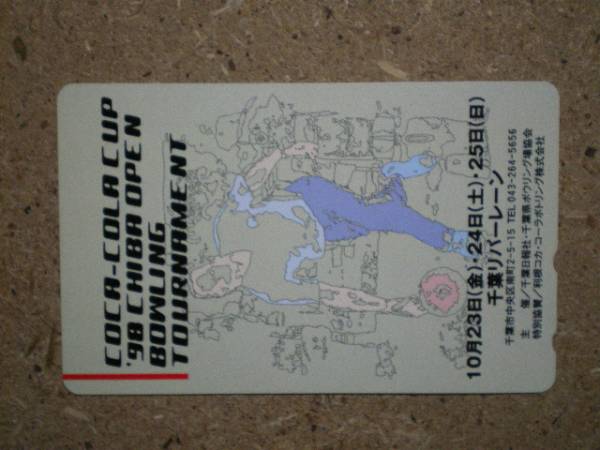 COCA-COLA CUP
'98 CHIBA OPEN
BOWLING
TOURNAMENT
10月23日(金)・24日(土)・25日(日)
千葉リバーレーン
千葉市中央区南町2-5-15 TEL 043-264-5656
主 催/千葉日報社・千葉県ボウリング場協会
特別協賛/利根コカ・コーラボトリング株式会社